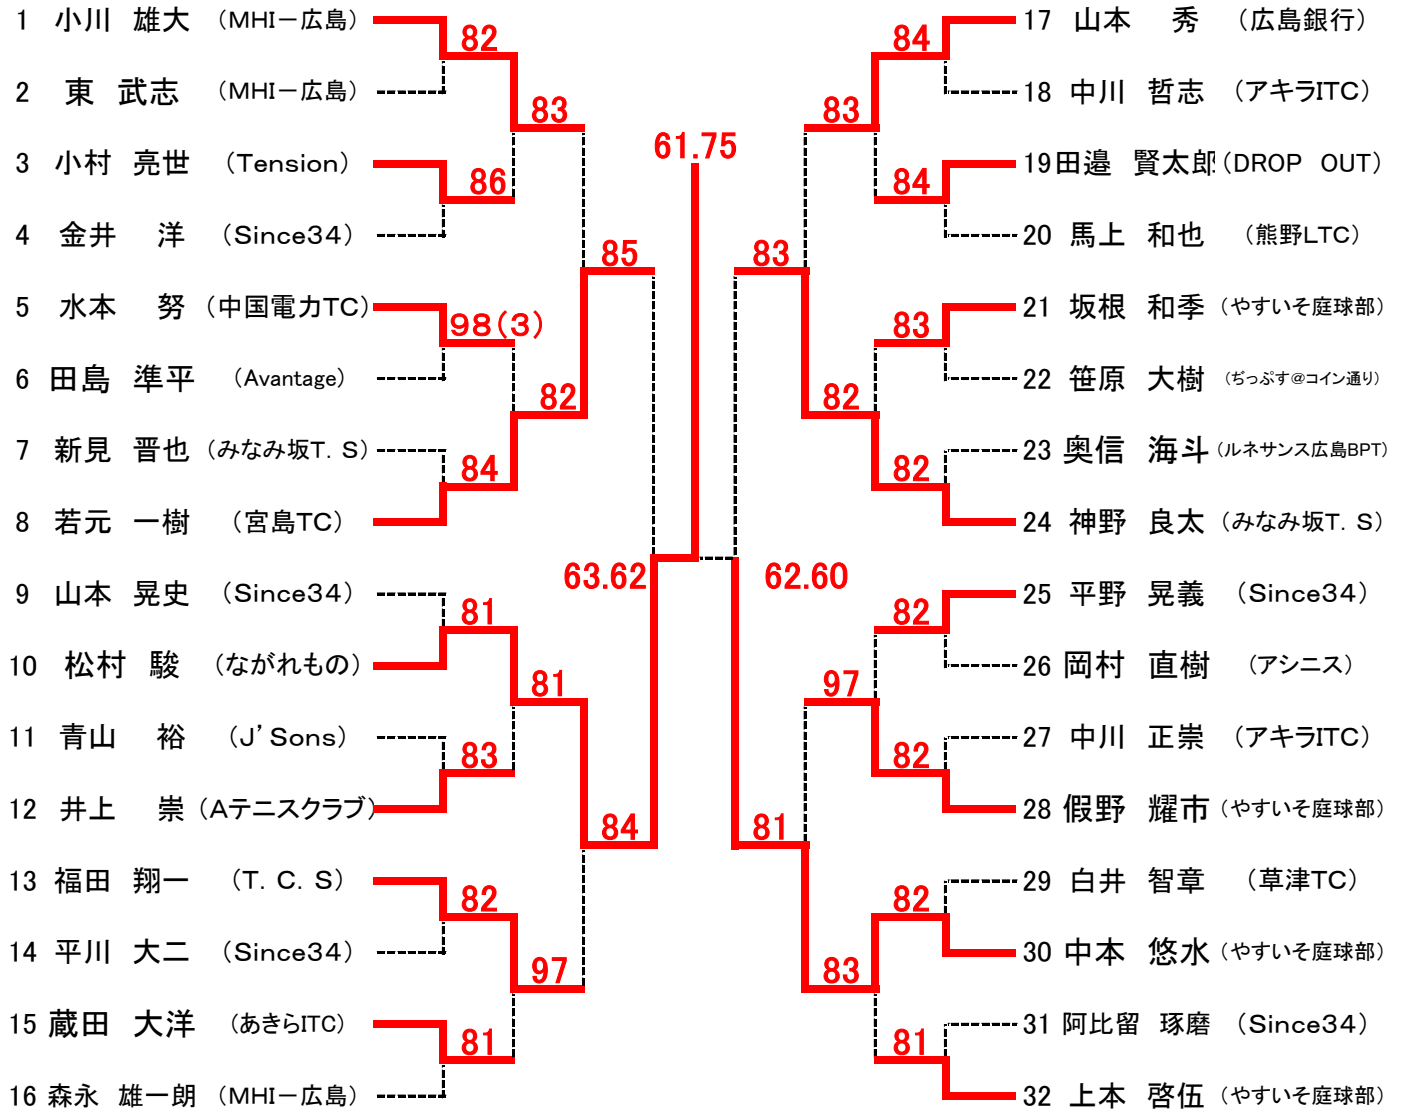 1 小川 雄大 （MHI－広島）
2 東 武志 （MHI－広島）
3 小村 亮世 （Tension）
4 金井 洋 （Since34）
5 水本 努 （中国電力TC）
6 田島 準平 （Avantage）
7 新見 晋也 （みなみ坂T．S）
8 若元 一樹 （宮島TC）
9 山本 晃史 （Since34）
10 松村 駿 （ながれもの）
11 青山 裕 （J’Sons）
12 井上 崇 （Aテニスクラブ）
13 福田 翔一 （T．C．S）
14 平川 大二 （Since34）
15 蔵田 大洋 （あきらITC）
16 森永 雄一朗 （MHI－広島）
82
86
98(3)
84
81
83
82
81
83
82
81
97
85
84
63.62
61.75
62.60
83
81
83
82
97
83
84
84
83
82
82
82
82
81
17 山本 秀 （広島銀行）
18 中川 哲志 （アキラITC）
19 田邉 賢太郎 （DROP OUT）
20 馬上 和也 （熊野LTC）
21 坂根 和季 （やすいそ庭球部）
22 笹原 大樹 （ぢっぷす＠コイン通り）
23 奥信 海斗 （ルネサンス広島BPT）
24 神野 良太 （みなみ坂T．S）
25 平野 晃義 （Since34）
26 岡村 直樹 （アシニス）
27 中川 正崇 （アキラITC）
28 假野 耀市 （やすいそ庭球部）
29 白井 智章 （草津TC）
30 中本 悠水 （やすいそ庭球部）
31 阿比留 琢磨 （Since34）
32 上本 啓伍 （やすいそ庭球部）